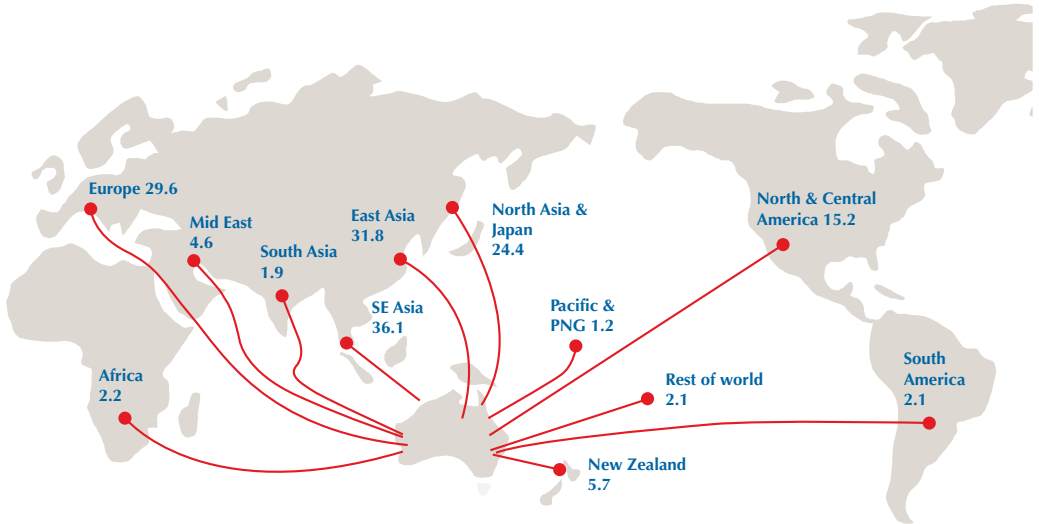 Europe 29.6
Mid East
4.6
South Asia
1.9
East Asia
31.8
North Asia &
Japan
24.4
North & Central
America 15.2
SE Asia
36.1
Pacific &
PNG 1.2
Africa
2.2
Rest of world
2.1
South
America
2.1
New Zealand
5.7